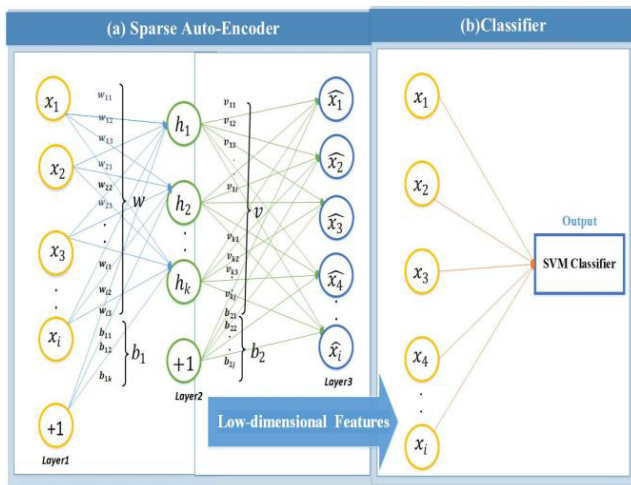 (a) Sparse Auto-Encoder
x₁
x₂
x₃
. .
xᵢ
+1
Layer1
w₁₁
w₁₂
w₁₃
w₂₁
w₂₂
w₂₃
.
.
wᵢ₁
wᵢ₂
wᵢ₃
w
b₁₁
b₁₂
b₁ₖ
b₁
h₁
h₂
. .
hₖ
+1
Layer2
v₁₁
v₁₂
v₁₃
.
.
v₁ⱼ
vₖ₁
vₖ₂
vₖ₃
vₖⱼ
v
b₂₁
b₂₂
.
b₂ⱼ
b₂
x̂₁
x̂₂
x̂₃
x̂₄
. .
x̂ᵢ
Layer3
Low-dimensional Features
(b)Classifier
x₁
x₂
x₃
x₄
. .
xᵢ
Output
SVM Classifier